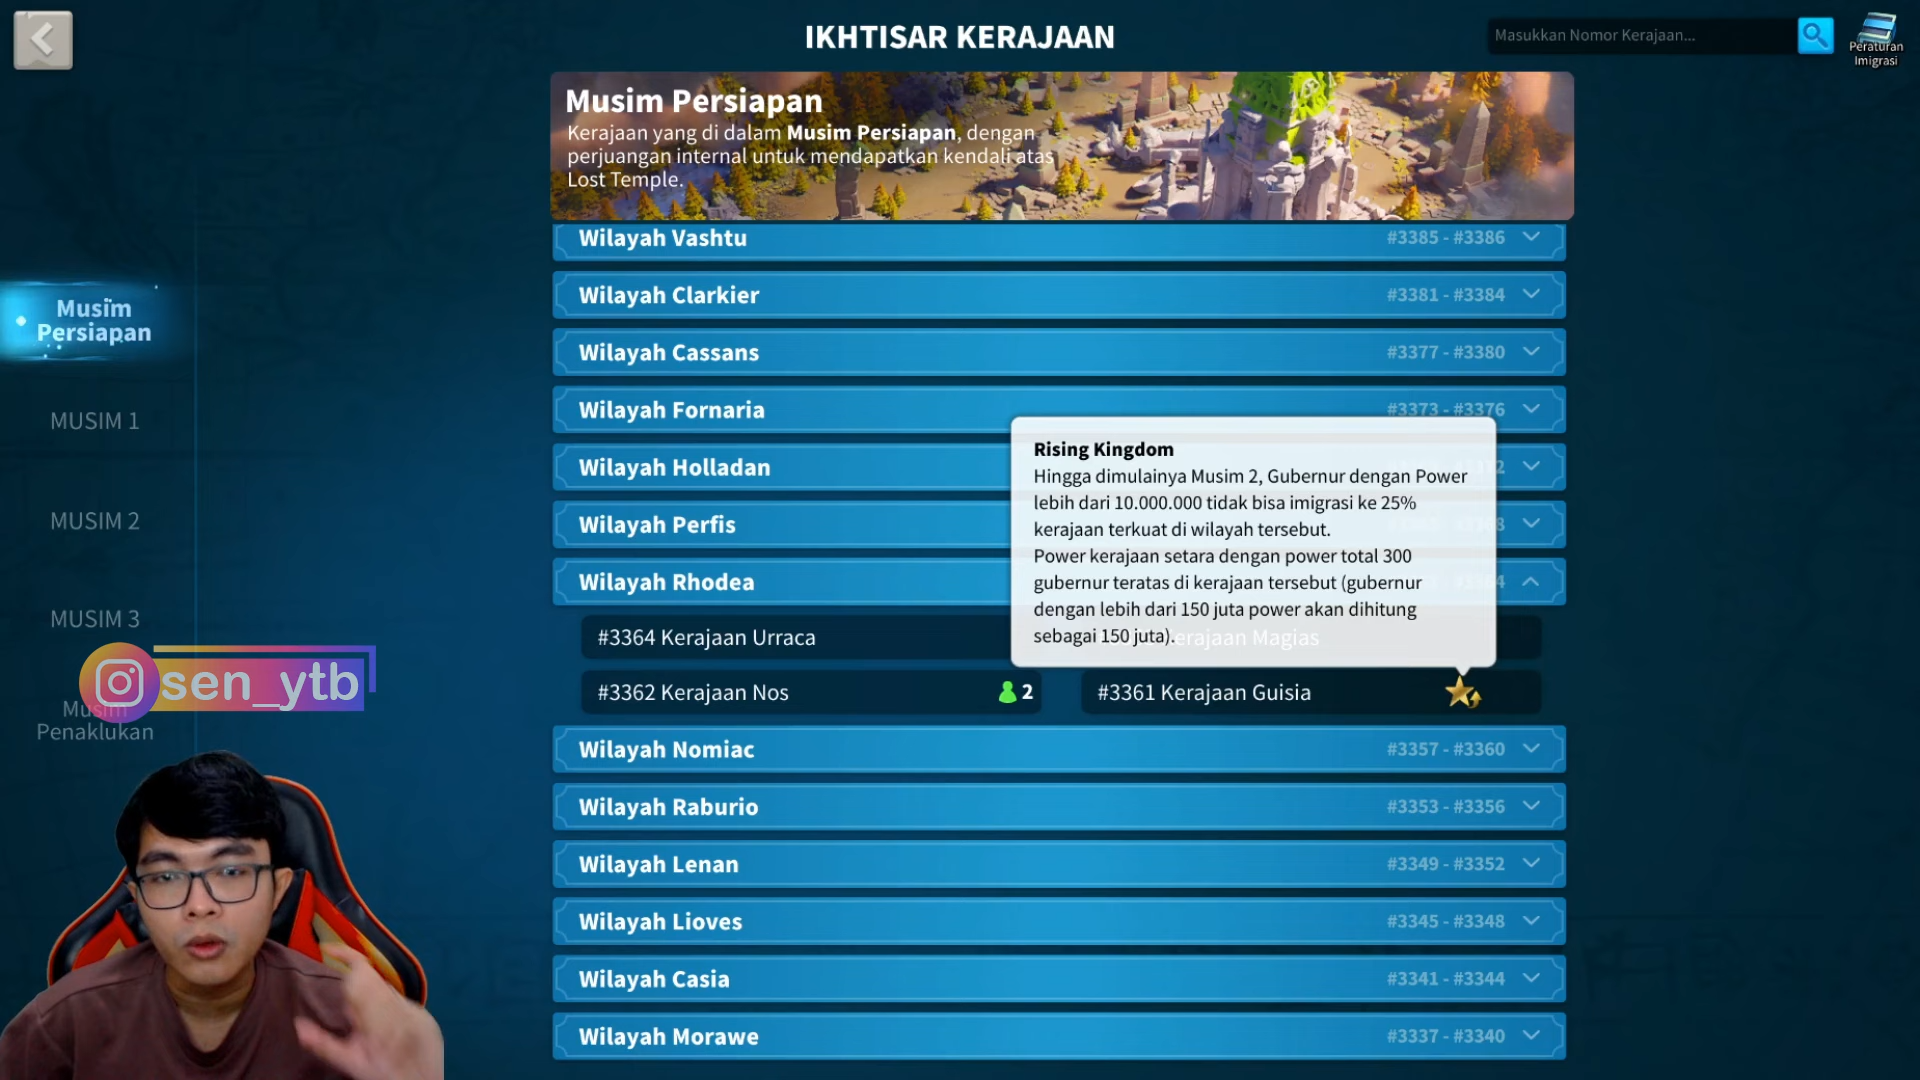 IKHTISAR KERAJAAN
Masukkan Nomor Kerajaan...
Peraturan
Imigrasi
Musim Persiapan
Kerajaan yang di dalam Musim Persiapan, dengan
perjuangan internal untuk mendapatkan kendali atas
Lost Temple.
Musim
Persiapan
MUSIM 1
MUSIM 2
MUSIM 3
Musim
Penaklukan
sen_ytb
Wilayah Vashtu #3385 - #3386
Wilayah Clarkier #3381 - #3384
Wilayah Cassans #3377 - #3380
Wilayah Fornaria #3373 - #3376
Wilayah Holladan
Wilayah Perfis
Wilayah Rhodea
Rising Kingdom
Hingga dimulainya Musim 2, Gubernur dengan Power
lebih dari 10.000.000 tidak bisa imigrasi ke 25%
kerajaan terkuat di wilayah tersebut.
Power kerajaan setara dengan power total 300
gubernur teratas di kerajaan tersebut (gubernur
dengan lebih dari 150 juta power akan dihitung
sebagai 150 juta).
#3364 Kerajaan Urraca
Magias
#3362 Kerajaan Nos 2
#3361 Kerajaan Guisia
Wilayah Nomiac #3357 - #3360
Wilayah Raburio #3353 - #3356
Wilayah Lenan #3349 - #3352
Wilayah Lioves #3345 - #3348
Wilayah Casia #3341 - #3344
Wilayah Morawe #3337 - #3340